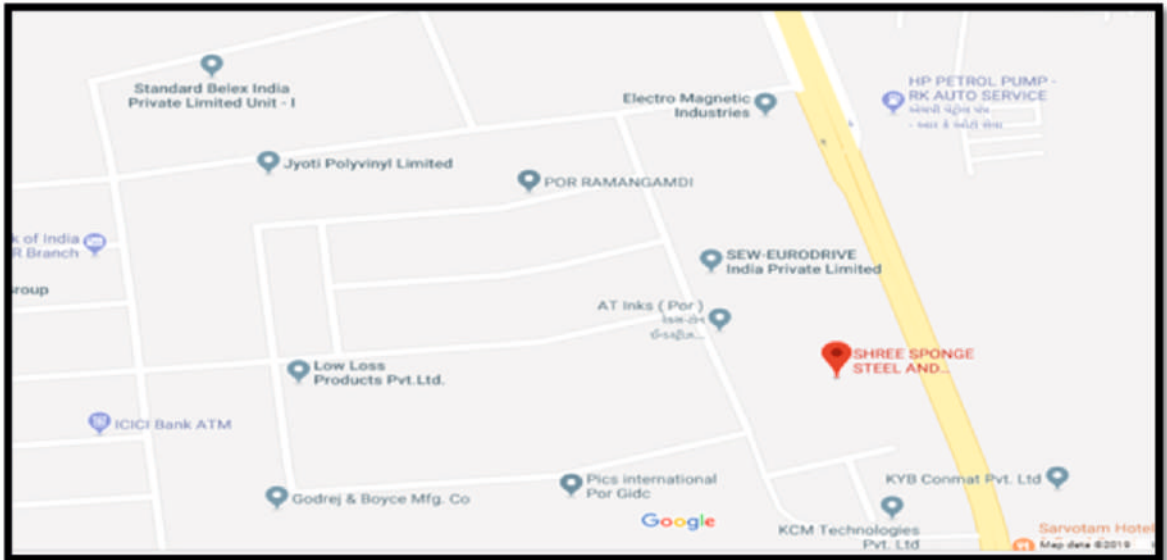 Standard Belex India
Private Limited Unit - I
Electro Magnetic
Industries
HP PETROL PUMP -
RK AUTO SERVICE
Jyoti Polyvinyl Limited
POR RAMANGAMDI
k of India
R Branch
SEW-EURODRIVE
India Private Limited
roup
AT Inks ( Por )
SHREE SPONGE
STEEL AND...
Low Loss
Products Pvt.Ltd.
ICICI Bank ATM
Pics international
Por Gidc
KYB Conmat Pvt. Ltd
Godrej & Boyce Mfg. Co
Google
KCM Technologies
Pvt. Ltd
Sarvotam Hotel
Map data ©2019